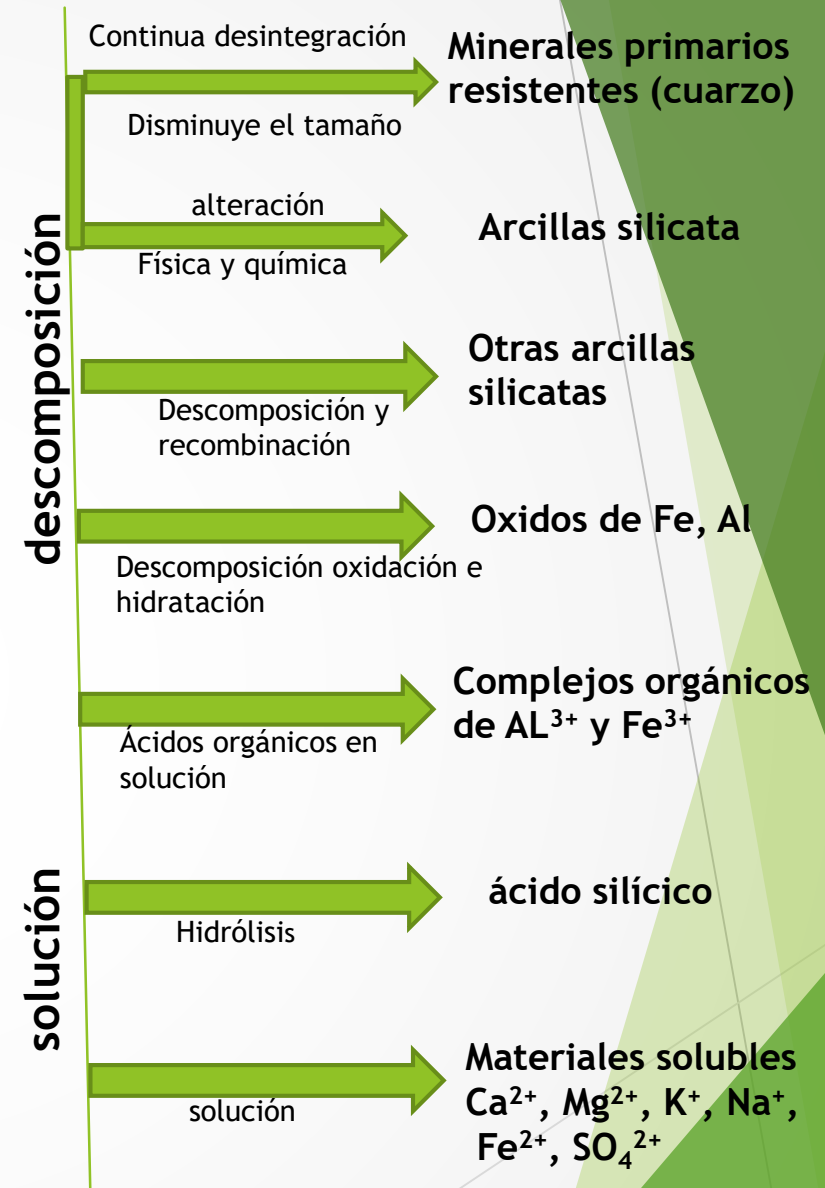 Continua desintegración
Minerales primarios
resistentes (cuarzo)
Disminuye el tamaño
alteración
Arcillas silicata
Física y química
descomposición
Otras arcillas
silicatas
Descomposición y
recombinación
Oxidos de Fe, Al
Descomposición oxidación e
hidratación
Complejos orgánicos
de AL³⁺ y Fe³⁺
Ácidos orgánicos en
solución
solución
ácido silícico
Hidrólisis
Materiales solubles
Ca²⁺, Mg²⁺, K⁺, Na⁺,
Fe²⁺, SO₄²⁺
solución